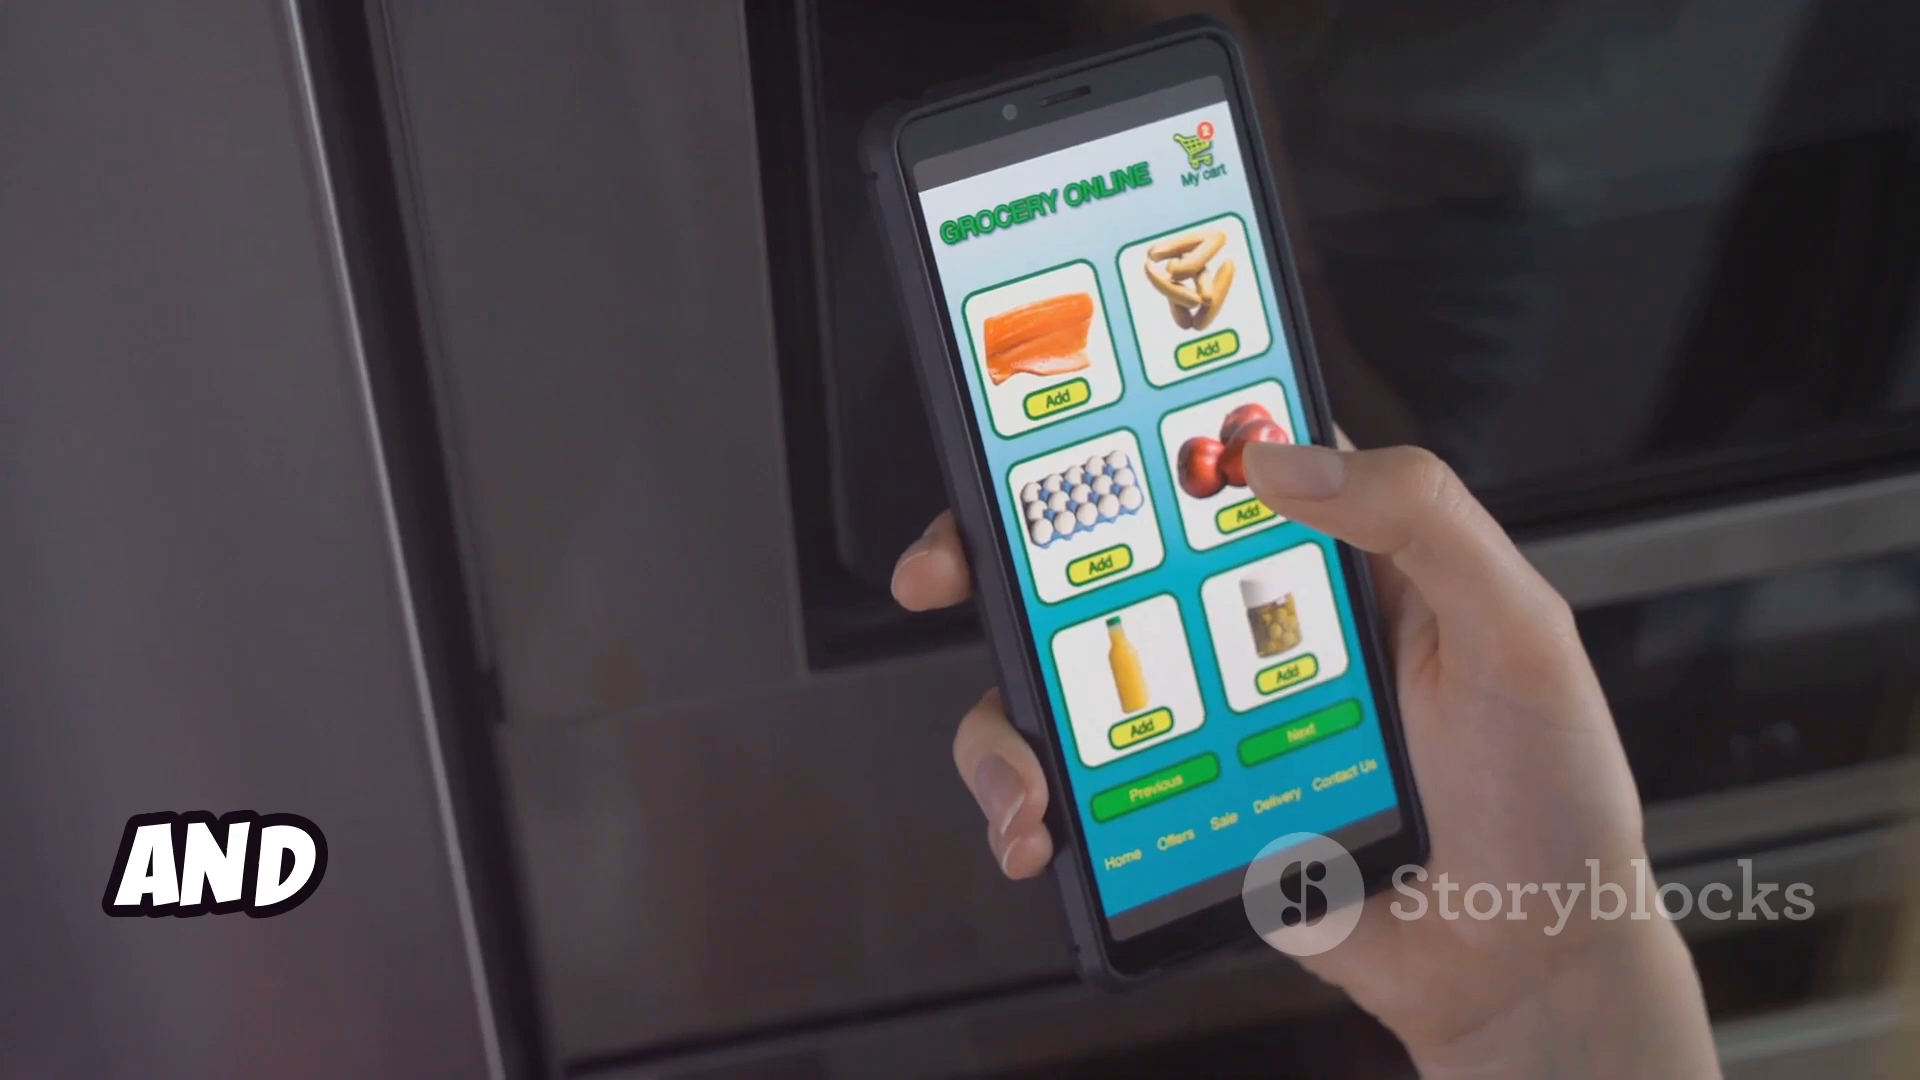 2
My cart
GROCERY ONLINE
Add
Add
Add
Add
Add
Add
Previous
Next
Home Offers Sale Delivery Contact Us
AND
Storyblocks